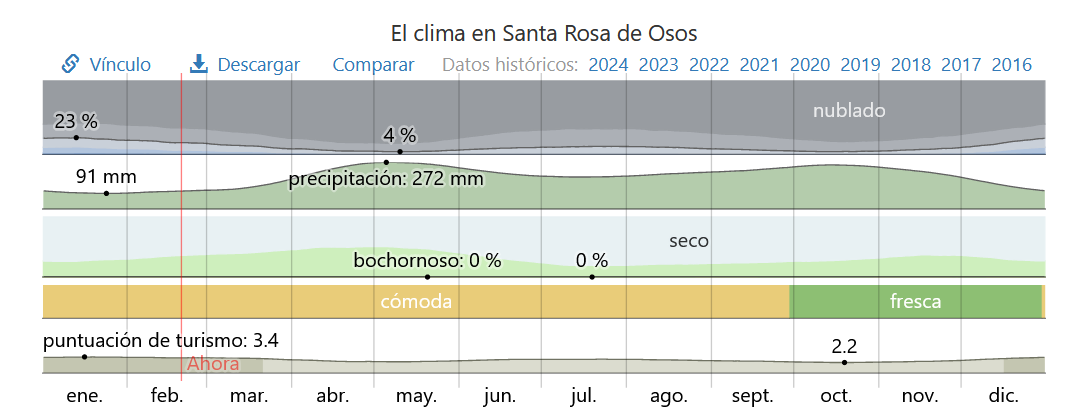 El clima en Santa Rosa de Osos
Vínculo Descargar Comparar Datos históricos: 2024 2023 2022 2021 2020 2019 2018 2017 2016
nublado
23 %
4 %
91 mm
precipitación: 272 mm
seco
bochornoso: 0 %
0 %
cómoda
fresca
puntuación de turismo: 3.4
2.2
Ahora
ene. feb. mar. abr. may. jun. jul. ago. sept. oct. nov. dic.